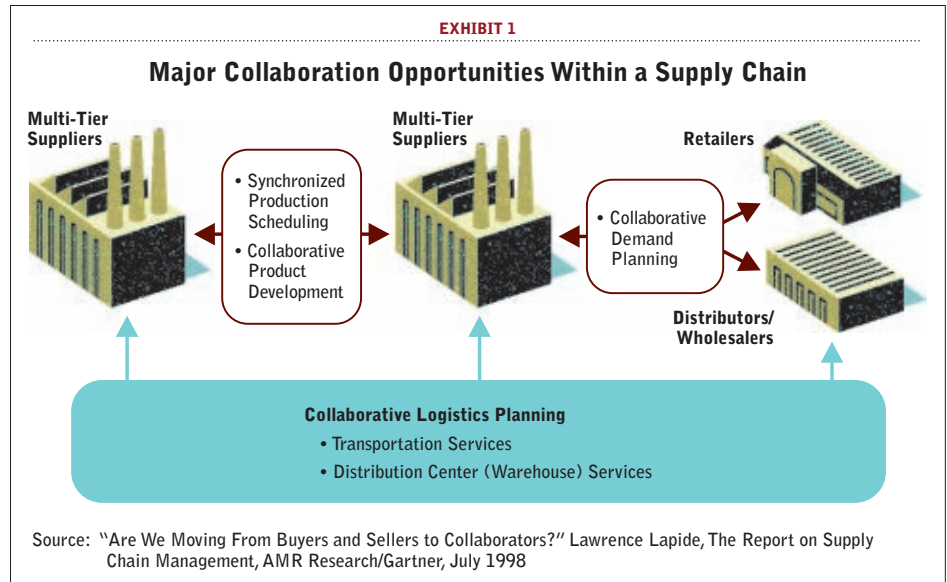 EXHIBIT 1
Major Collaboration Opportunities Within a Supply Chain
Multi-Tier
Suppliers
• Synchronized
Production
Scheduling
• Collaborative
Product
Development
Multi-Tier
Suppliers
• Collaborative
Demand
Planning
Retailers
Distributors/
Wholesalers
Collaborative Logistics Planning
• Transportation Services
• Distribution Center (Warehouse) Services
Source: “Are We Moving From Buyers and Sellers to Collaborators?” Lawrence Lapide, The Report on Supply
Chain Management, AMR Research/Gartner, July 1998